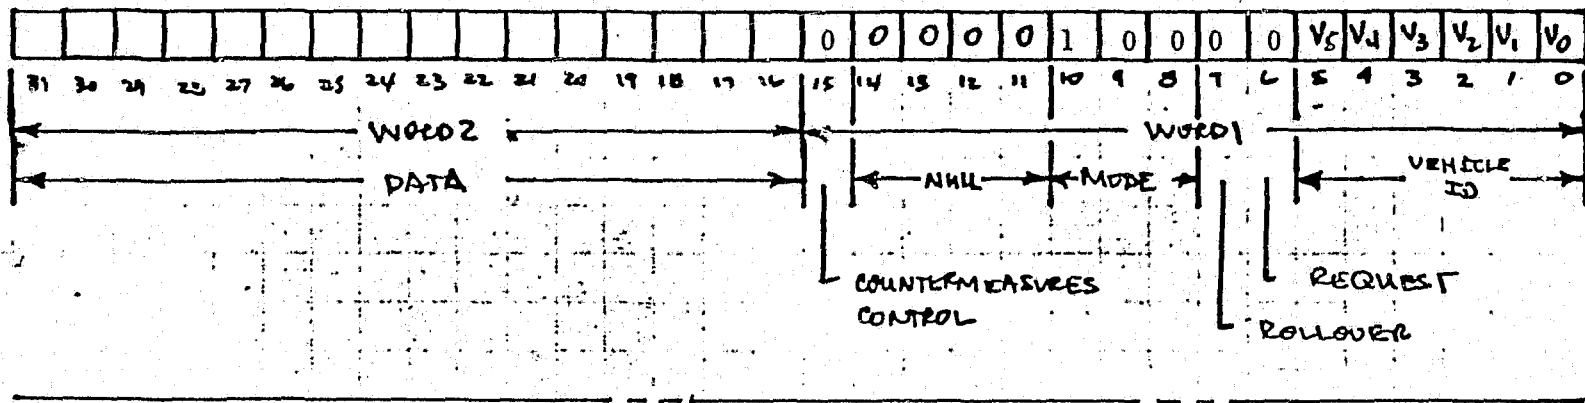 0 0 0 0 0 1 0 0 0 0 V5 V4 V3 V2 V1 V0
31 30 29 28 27 26 25 24 23 22 21 20 19 18 17 16 15 14 13 12 11 10 9 8 7 6 5 4 3 2 1 0
WORD2 WORD1
DATA NULL MODE VEHICLE
ID
COUNTERMEASURES REQUEST
CONTROL ROLLOVER